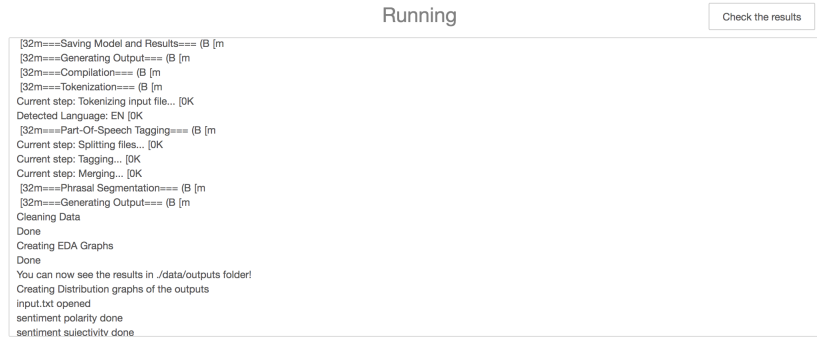 Running
Check the results
[32m===Saving Model and Results=== (B [m
[32m===Generating Output=== (B [m
[32m===Compilation=== (B [m
[32m===Tokenization=== (B [m
Current step: Tokenizing input file... [0K
Detected Language: EN [0K
[32m===Part-Of-Speech Tagging=== (B [m
Current step: Splitting files... [0K
Current step: Tagging... [0K
Current step: Merging... [0K
[32m===Phrasal Segmentation=== (B [m
[32m===Generating Output=== (B [m
Cleaning Data
Done
Creating EDA Graphs
Done
You can now see the results in ./data/outputs folder!
Creating Distribution graphs of the outputs
input.txt opened
sentiment polarity done
sentiment sujectivity done